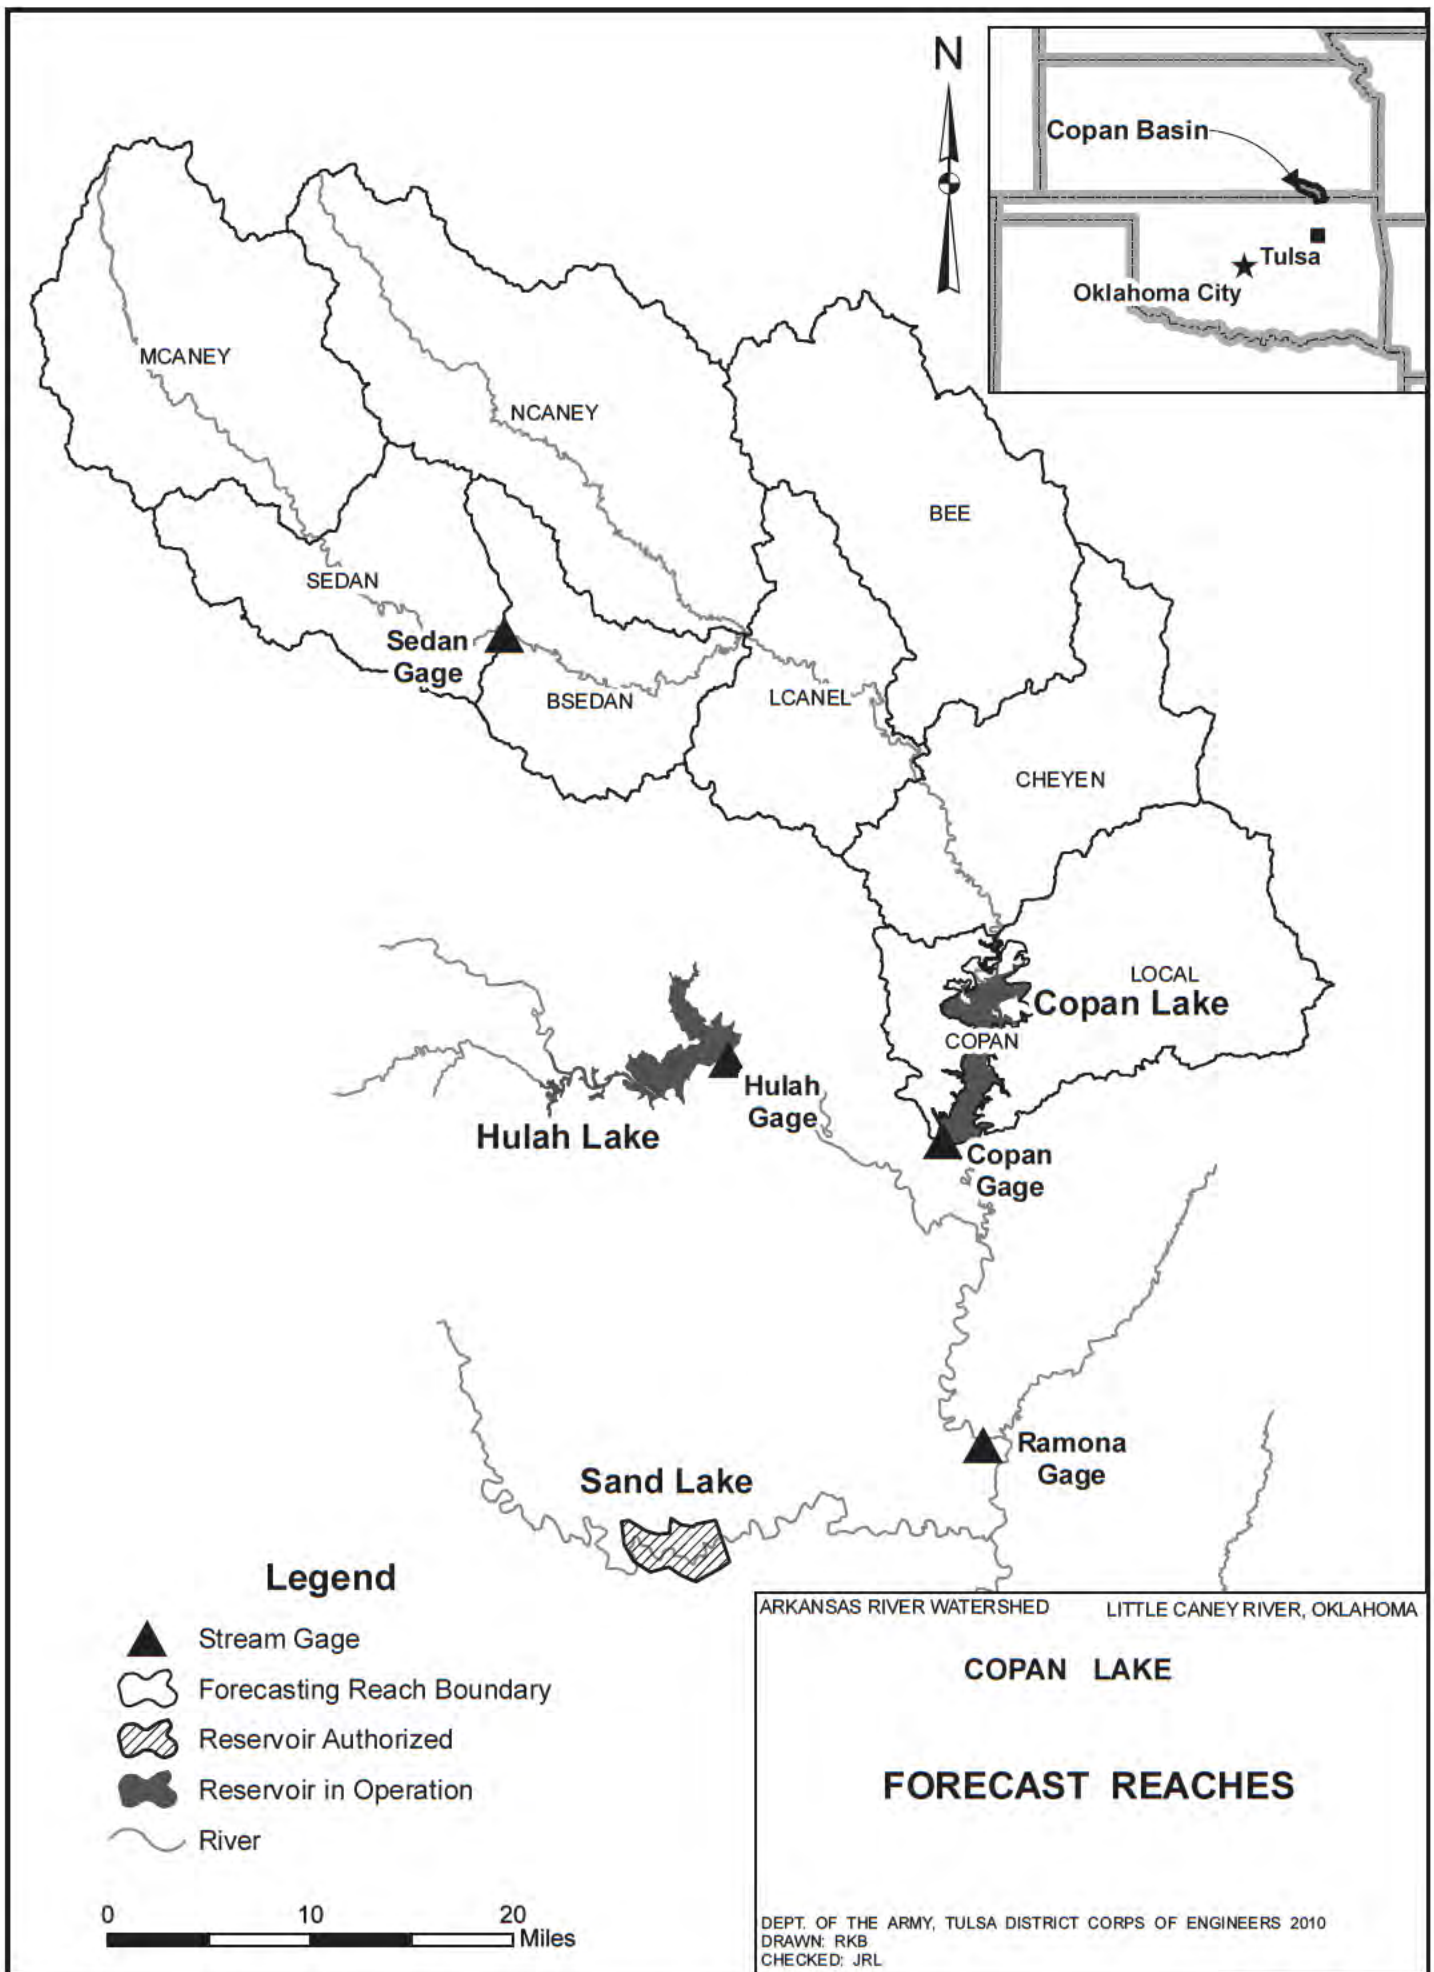 N
Copan Basin
Tulsa
Oklahoma City
MCANEY
NCANEY
BEE
SEDAN
Sedan
Gage
BSEDAN
LCANEL
CHEYEN
LOCAL
Copan Lake
COPAN
Hulah
Gage
Hulah Lake
Copan
Gage
Ramona
Gage
Sand Lake
Legend
Stream Gage
Forecasting Reach Boundary
Reservoir Authorized
Reservoir in Operation
River
0 10 20
Miles
ARKANSAS RIVER WATERSHED LITTLE CANEY RIVER, OKLAHOMA
COPAN LAKE
FORECAST REACHES
DEPT. OF THE ARMY, TULSA DISTRICT CORPS OF ENGINEERS 2010
DRAWN: RKB
CHECKED: JRL